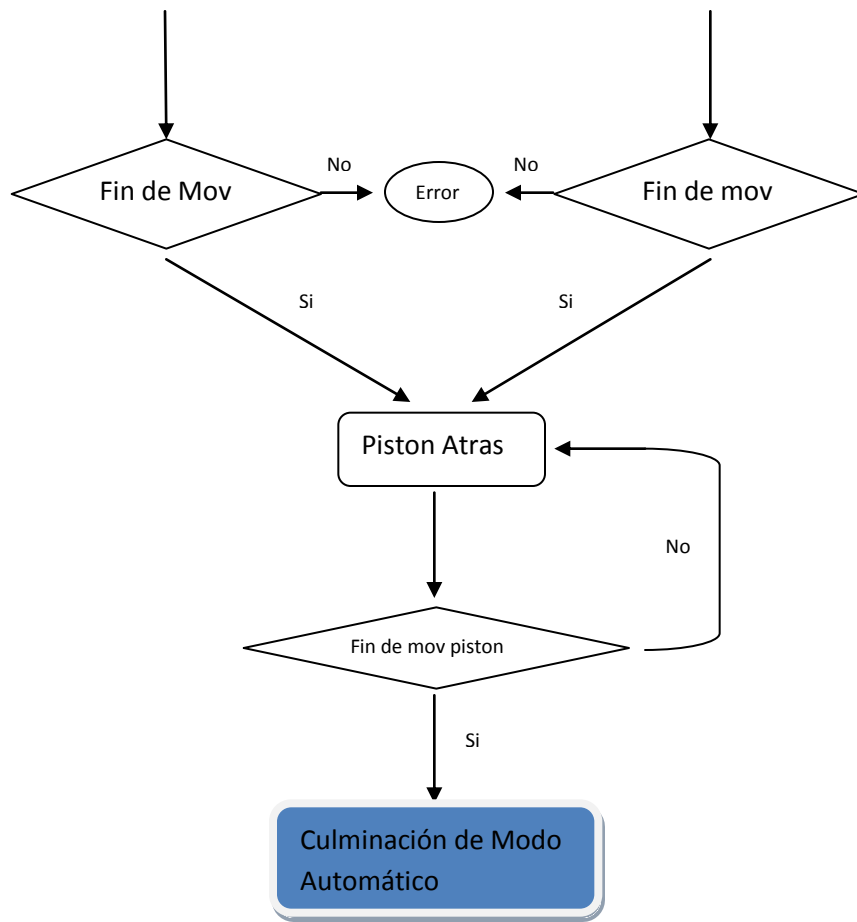 No
No
Fin de Mov
Error
Fin de mov
Si
Si
Piston Atras
No
Fin de mov piston
Si
Culminación de Modo
Automático